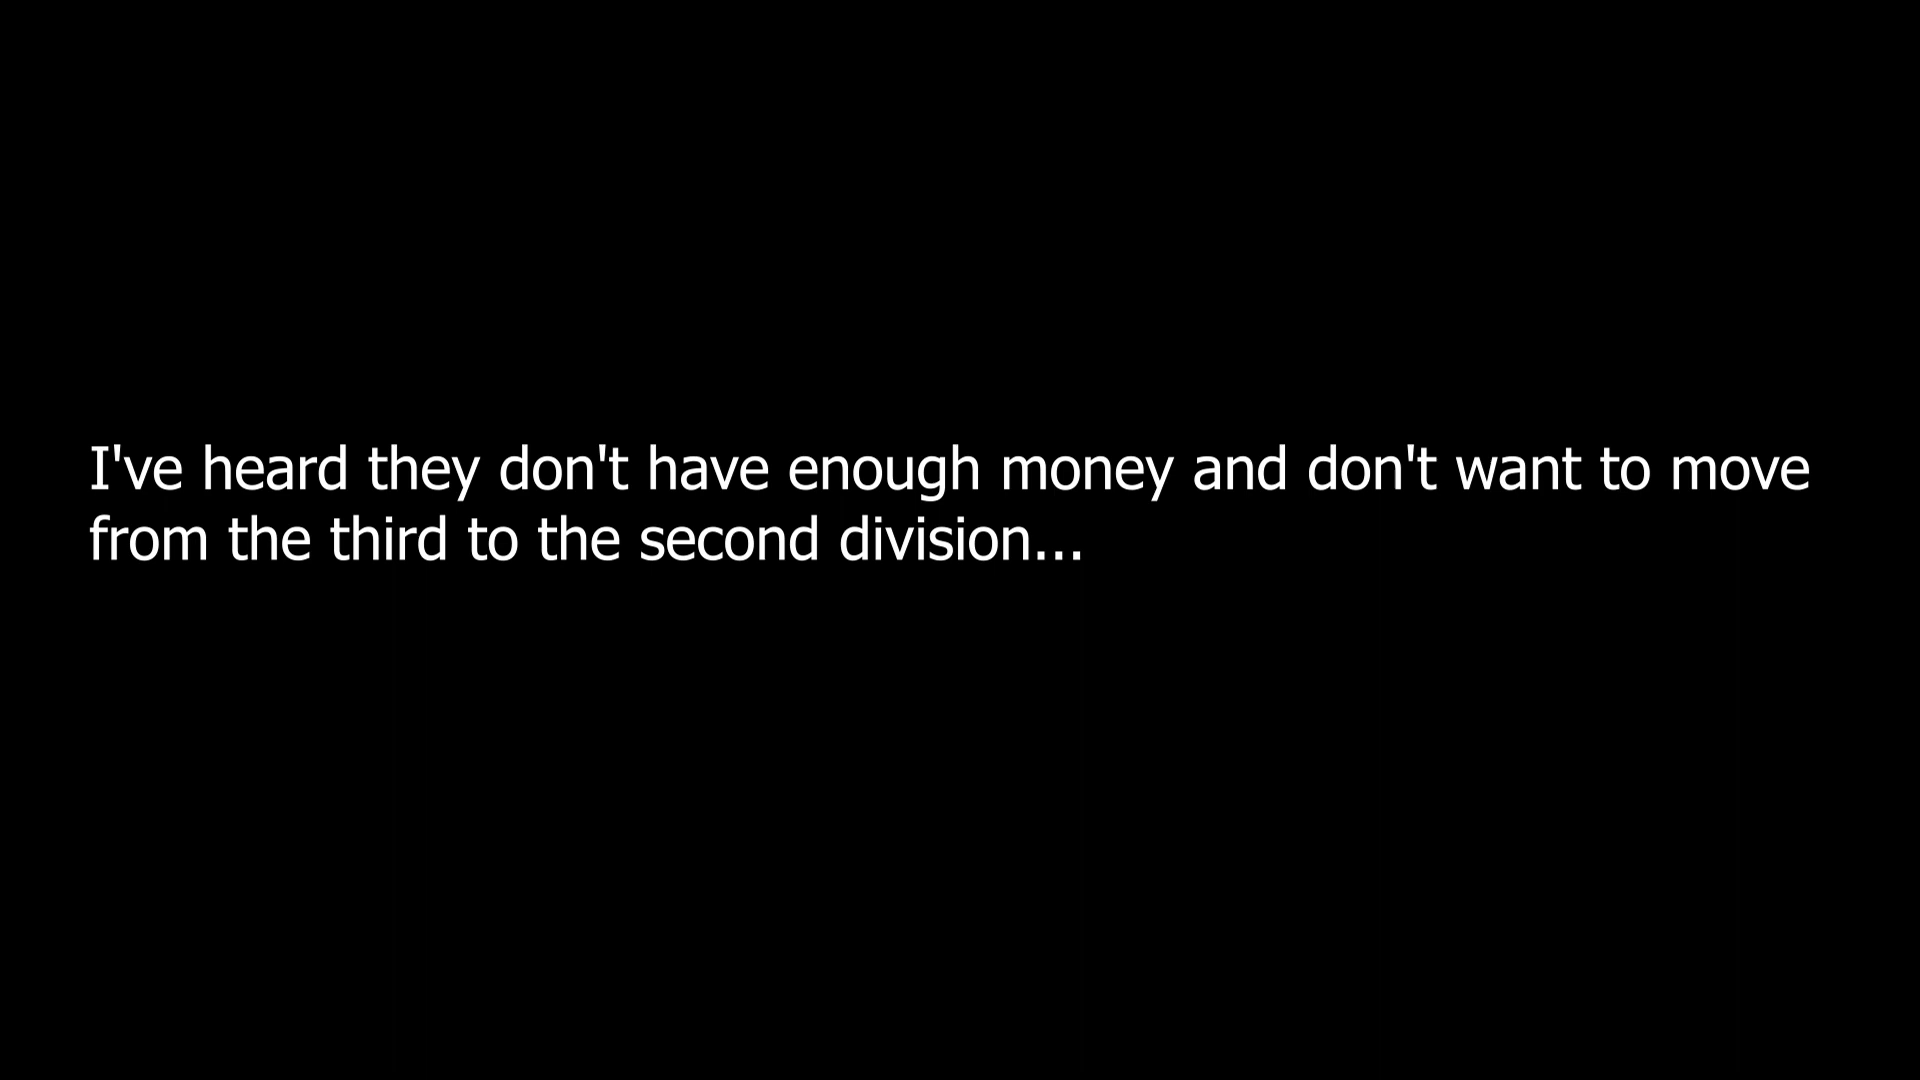 I've heard they don't have enough money and don't want to move
from the third to the second division...